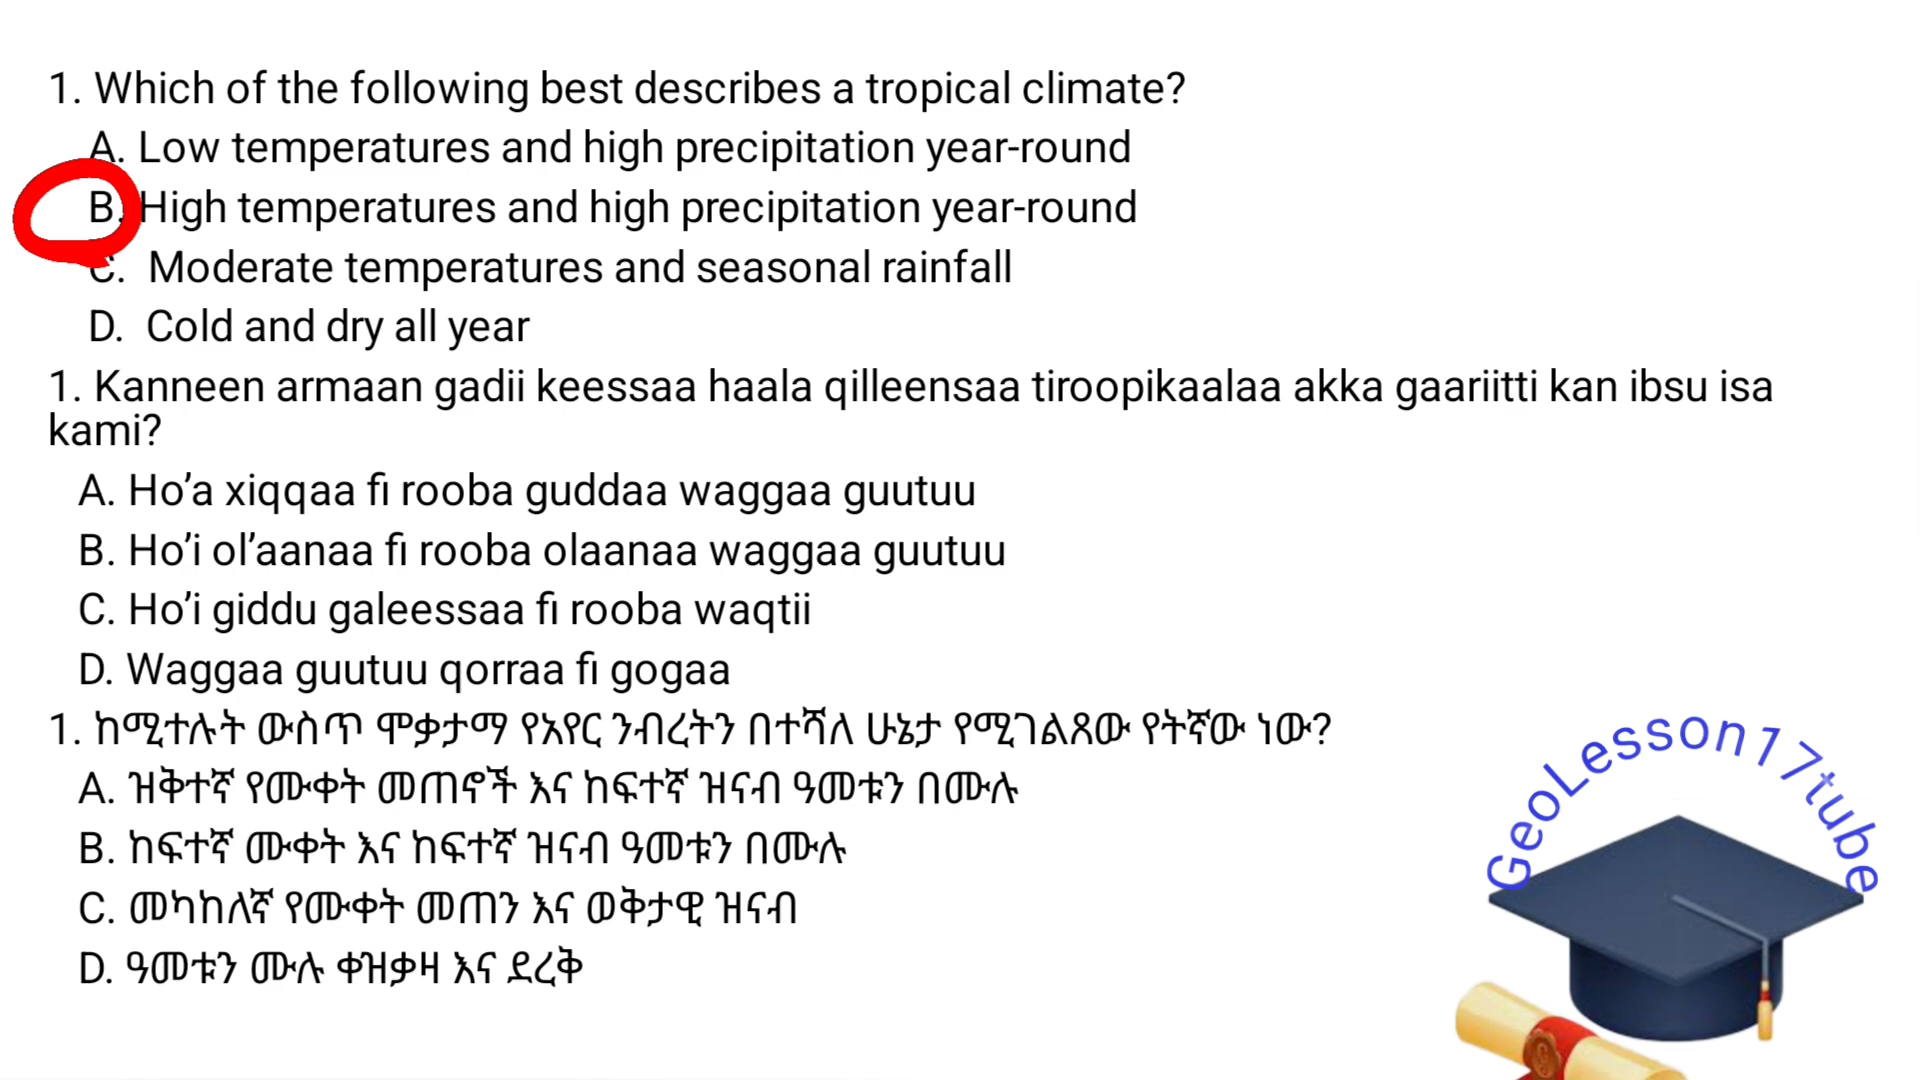 1. Which of the following best describes a tropical climate?
A. Low temperatures and high precipitation year-round
B. High temperatures and high precipitation year-round
C. Moderate temperatures and seasonal rainfall
D. Cold and dry all year
1. Kanneen armaan gadii keessaa haala qilleensaa tiroopikaalaa akka gaariitti kan ibsu isa
kami?
A. Ho’a xiqqaa fi rooba guddaa waggaa guutuu
B. Ho’i ol’aanaa fi rooba olaanaa waggaa guutuu
C. Ho’i giddu galeessaa fi rooba waqtii
D. Waggaa guutuu qorraa fi gogaa
1. ከሚተሉት ውስጥ ሞቃታማ የአየር ንብረትን በተሻለ ሁኔታ የሚገልጸው የትኛው ነው?
A. ዝቅተኛ የሙቀት መጠኖች እና ከፍተኛ ዝናብ ዓመቱን በሙሉ
B. ከፍተኛ ሙቀት እና ከፍተኛ ዝናብ ዓመቱን በሙሉ
C. መካከለኛ የሙቀት መጠን እና ወቅታዊ ዝናብ
D. ዓመቱን ሙሉ ቀዝቃዛ እና ደረቅ
GeoLesson17tube